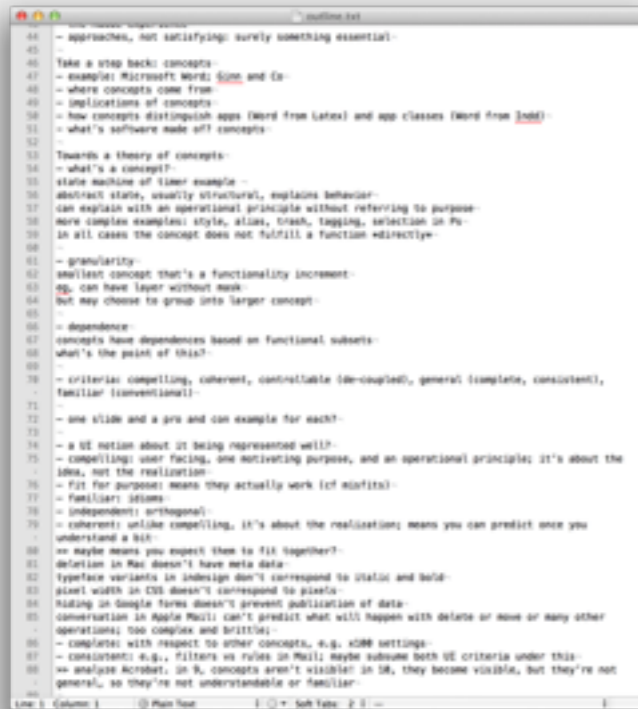 outline.txt
44 - approaches, not satisfying: surely something essential
45
46 Take a step back: concepts
47 - example: Microsoft Word; Ginn and Co
48 - where concepts come from
49 - implications of concepts
50 - how concepts distinguish apps (Word from Latex) and app classes (Word from Indd)
51 - what's software made of? concepts
52
53 Towards a theory of concepts
54 - what's a concept?
55 state machine of timer example
56 abstract state, usually structural, explains behavior
57 can explain with an operational principle without referring to purpose
58 more complex examples: style, alias, trash, tagging, selection in Ps
59 in all cases the concept does not fulfill a function *directly*
60
61 - granularity
62 smallest concept that's a functionality increment
63 eg, can have layer without mask
64 but may choose to group into larger concept
65
66 - dependence
67 concepts have dependences based on functional subsets
68 what's the point of this?
69
70 - criteria: compelling, coherent, controllable (de-coupled), general (complete, consistent),
familiar (conventional)
71
72 - one slide and a pro and con example for each?
73
74 - a UI notion about it being represented well?
75 - compelling: user facing, one motivating purpose, and an operational principle; it's about the
idea, not the realization
76 - fit for purpose: means they actually work (cf misfits)
77 - familiar: idioms
78 - independent: orthogonal
79 - coherent: unlike compelling, it's about the realization; means you can predict once you
understand a bit
80 >> maybe means you expect them to fit together?
81 deletion in Mac doesn't have meta data
82 typeface variants in indesign don't correspond to italic and bold
83 pixel width in CSS doesn't correspond to pixels
84 hiding in Google forms doesn't prevent publication of data
85 conversation in Apple Mail: can't predict what will happen with delete or move or many other
operations; too complex and brittle;
86 - complete: with respect to other concepts, e.g. x100 settings
87 - consistent: e.g., filters vs rules in Mail; maybe subsume both UI criteria under this
88 >> analyze Acrobat. in 9, concepts aren't visible! in 10, they become visible, but they're not
general, so they're not understandable or familiar
Line: 1 Column: 1 Plain Text Soft Tabs: 2 —